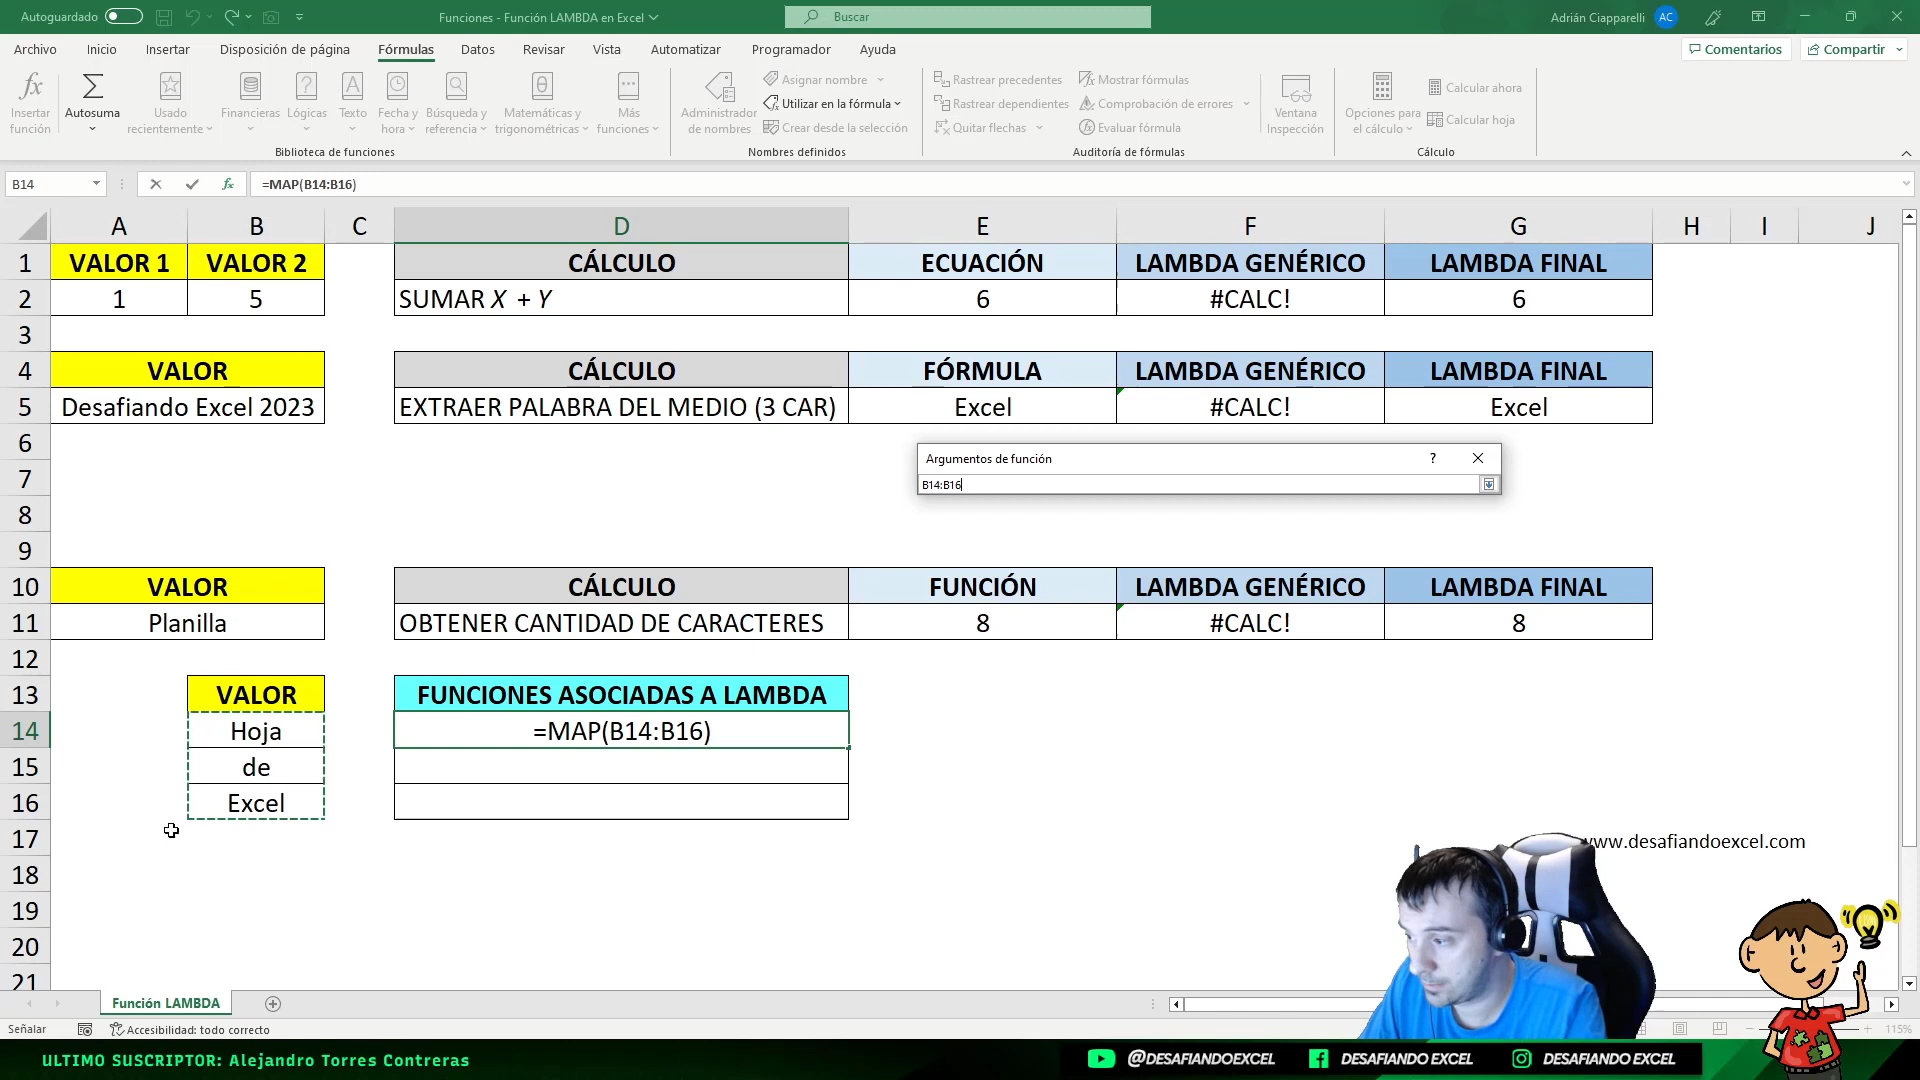 Autoguardado
Funciones - Función LAMBDA en Excel
Buscar
Adrián Ciapparelli
AC
Archivo Inicio Insertar Disposición de página Fórmulas Datos Revisar Vista Automatizar Programador Ayuda
Comentarios
Compartir
Insertar función
Autosuma
Usado recientemente
Financieras
Lógicas
Texto
Fecha y hora
Búsqueda y referencia
Matemáticas y trigonométricas
Más funciones
Biblioteca de funciones
Administrador de nombres
Asignar nombre
Utilizar en la fórmula
Crear desde la selección
Nombres definidos
Rastrear precedentes
Rastrear dependientes
Quitar flechas
Mostrar fórmulas
Comprobación de errores
Evaluar fórmula
Auditoría de fórmulas
Ventana Inspección
Opciones para el cálculo
Calcular ahora
Calcular hoja
Cálculo
B14
fx
=MAP(B14:B16)
A B C D E F G H I J
1 VALOR 1 VALOR 2 CÁLCULO ECUACIÓN LAMBDA GENÉRICO LAMBDA FINAL
2 1 5 SUMAR X + Y 6 #CALC! 6
3
4 VALOR CÁLCULO FÓRMULA LAMBDA GENÉRICO LAMBDA FINAL
5 Desafiando Excel 2023 EXTRAER PALABRA DEL MEDIO (3 CAR) Excel #CALC! Excel
6
Argumentos de función ?
7
B14:B16
8
9
10 VALOR CÁLCULO FUNCIÓN LAMBDA GENÉRICO LAMBDA FINAL
11 Planilla OBTENER CANTIDAD DE CARACTERES 8 #CALC! 8
12
13 VALOR FUNCIONES ASOCIADAS A LAMBDA
14 Hoja =MAP(B14:B16)
15 de
16 Excel
17
www.desafiandoexcel.com
18
19
20
21
Función LAMBDA
Señalar
Accesibilidad: todo correcto
115%
ULTIMO SUSCRIPTOR: Alejandro Torres Contreras
@DESAFIANDOEXCEL
DESAFIANDO EXCEL
DESAFIANDO EXCEL